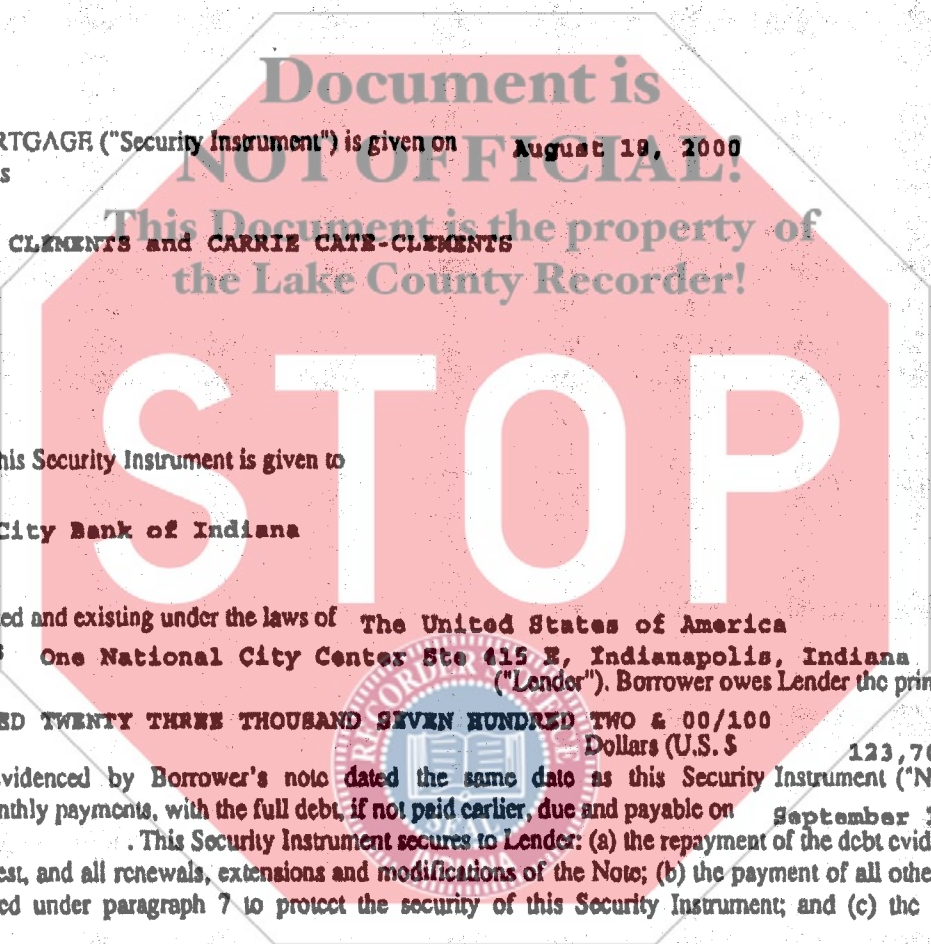 Document is
RTGAGE ("Security Instrument") is given on August 18, 2000
NOT OFFICIAL!
s
This Document is the property of
CLEMENTS and CARRIE CATE-CLEMENTS
the Lake County Recorder!
STOP
his Security Instrument is given to
City Bank of Indiana
ed and existing under the laws of The United States of America
s One National City Center Ste 415 E, Indianapolis, Indiana
("Lender"). Borrower owes Lender the prin
ED TWENTY THREE THOUSAND SEVEN HUNDRED TWO & 00/100
Dollars (U.S. $ 123,70
videnced by Borrower's note dated the same date as this Security Instrument ("N
nthly payments, with the full debt, if not paid earlier, due and payable on September 1
. This Security Instrument secures to Lender: (a) the repayment of the debt evid
est, and all renewals, extensions and modifications of the Note; (b) the payment of all othe
ed under paragraph 7 to protect the security of this Security Instrument; and (c) the
RECORDER
INDIANA